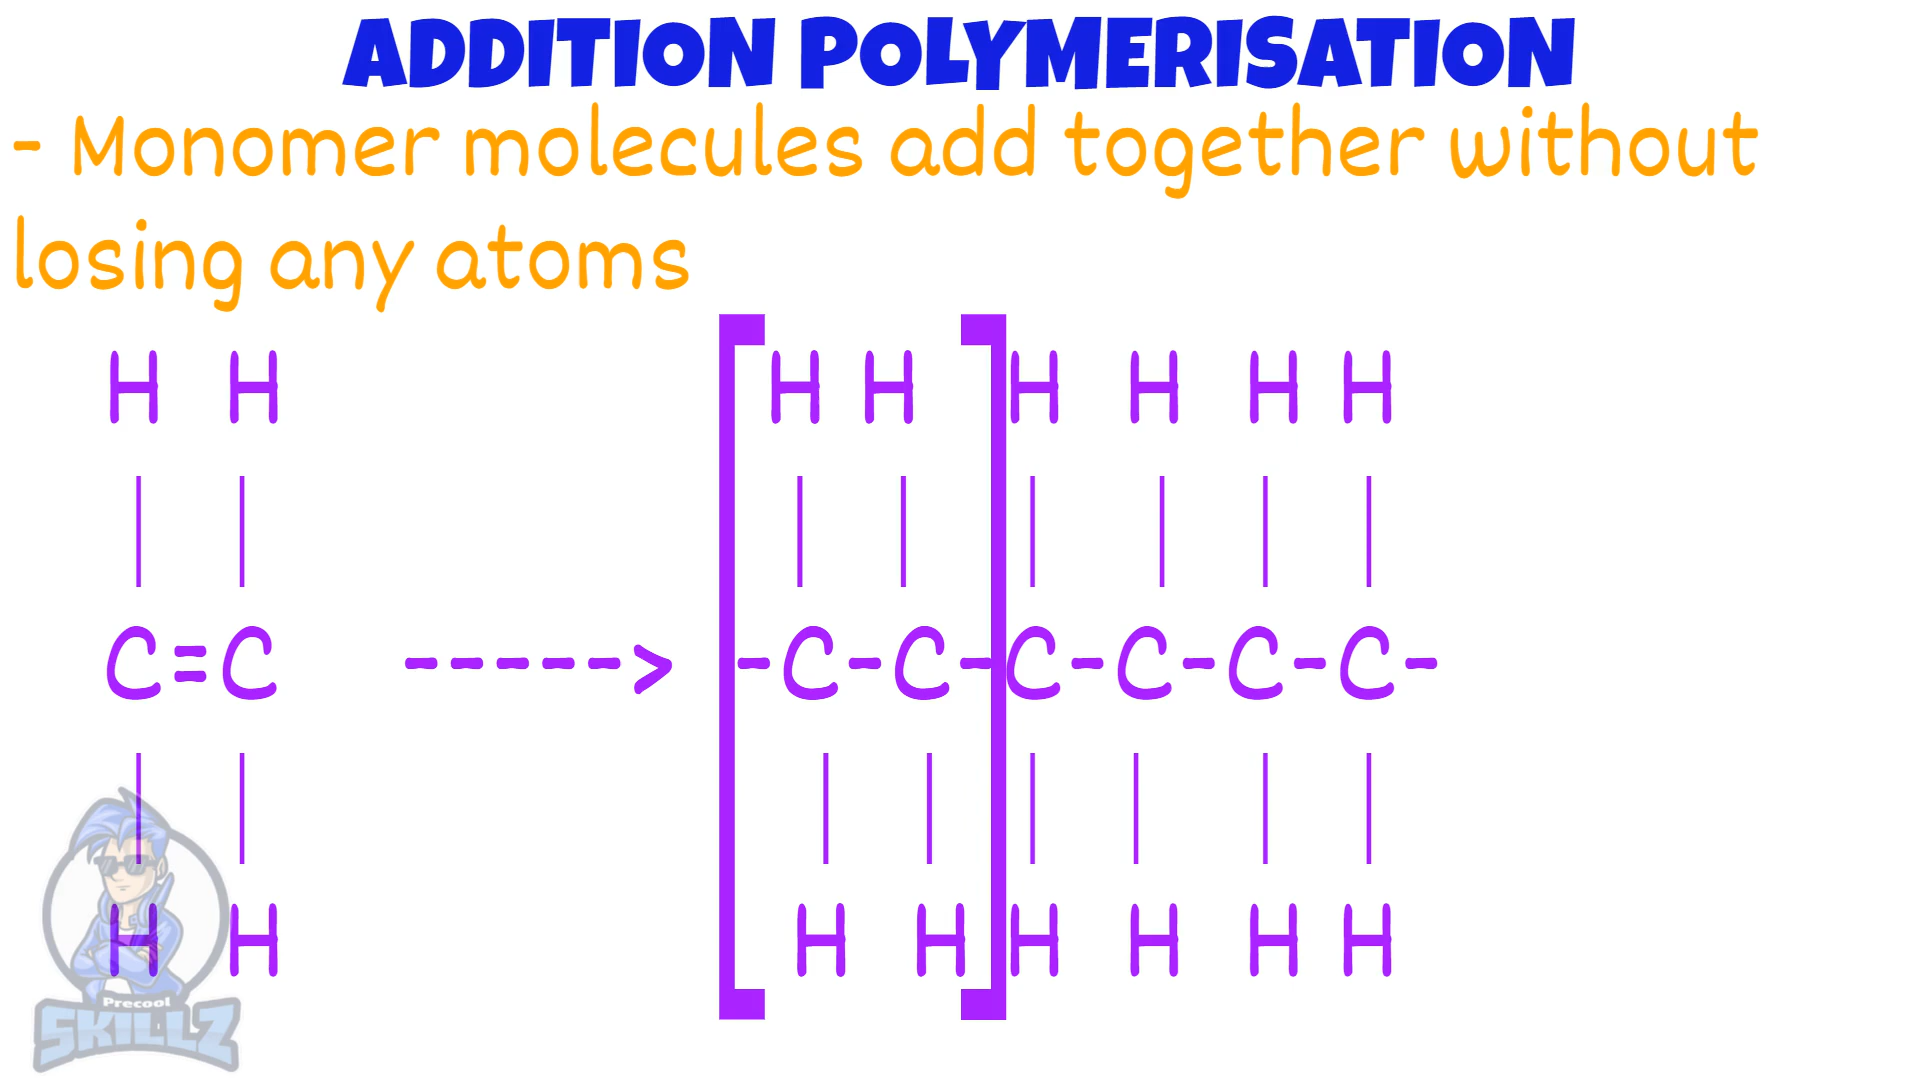 ADDITION POLYMERISATION
- Monomer molecules add together without
losing any atoms
H H H H H H H H
| | | | | | | |
C=C -----> [-C-C-]C-C-C-C-
| | | | | | | |
H H H H H H H H
Precool
SKILLZ